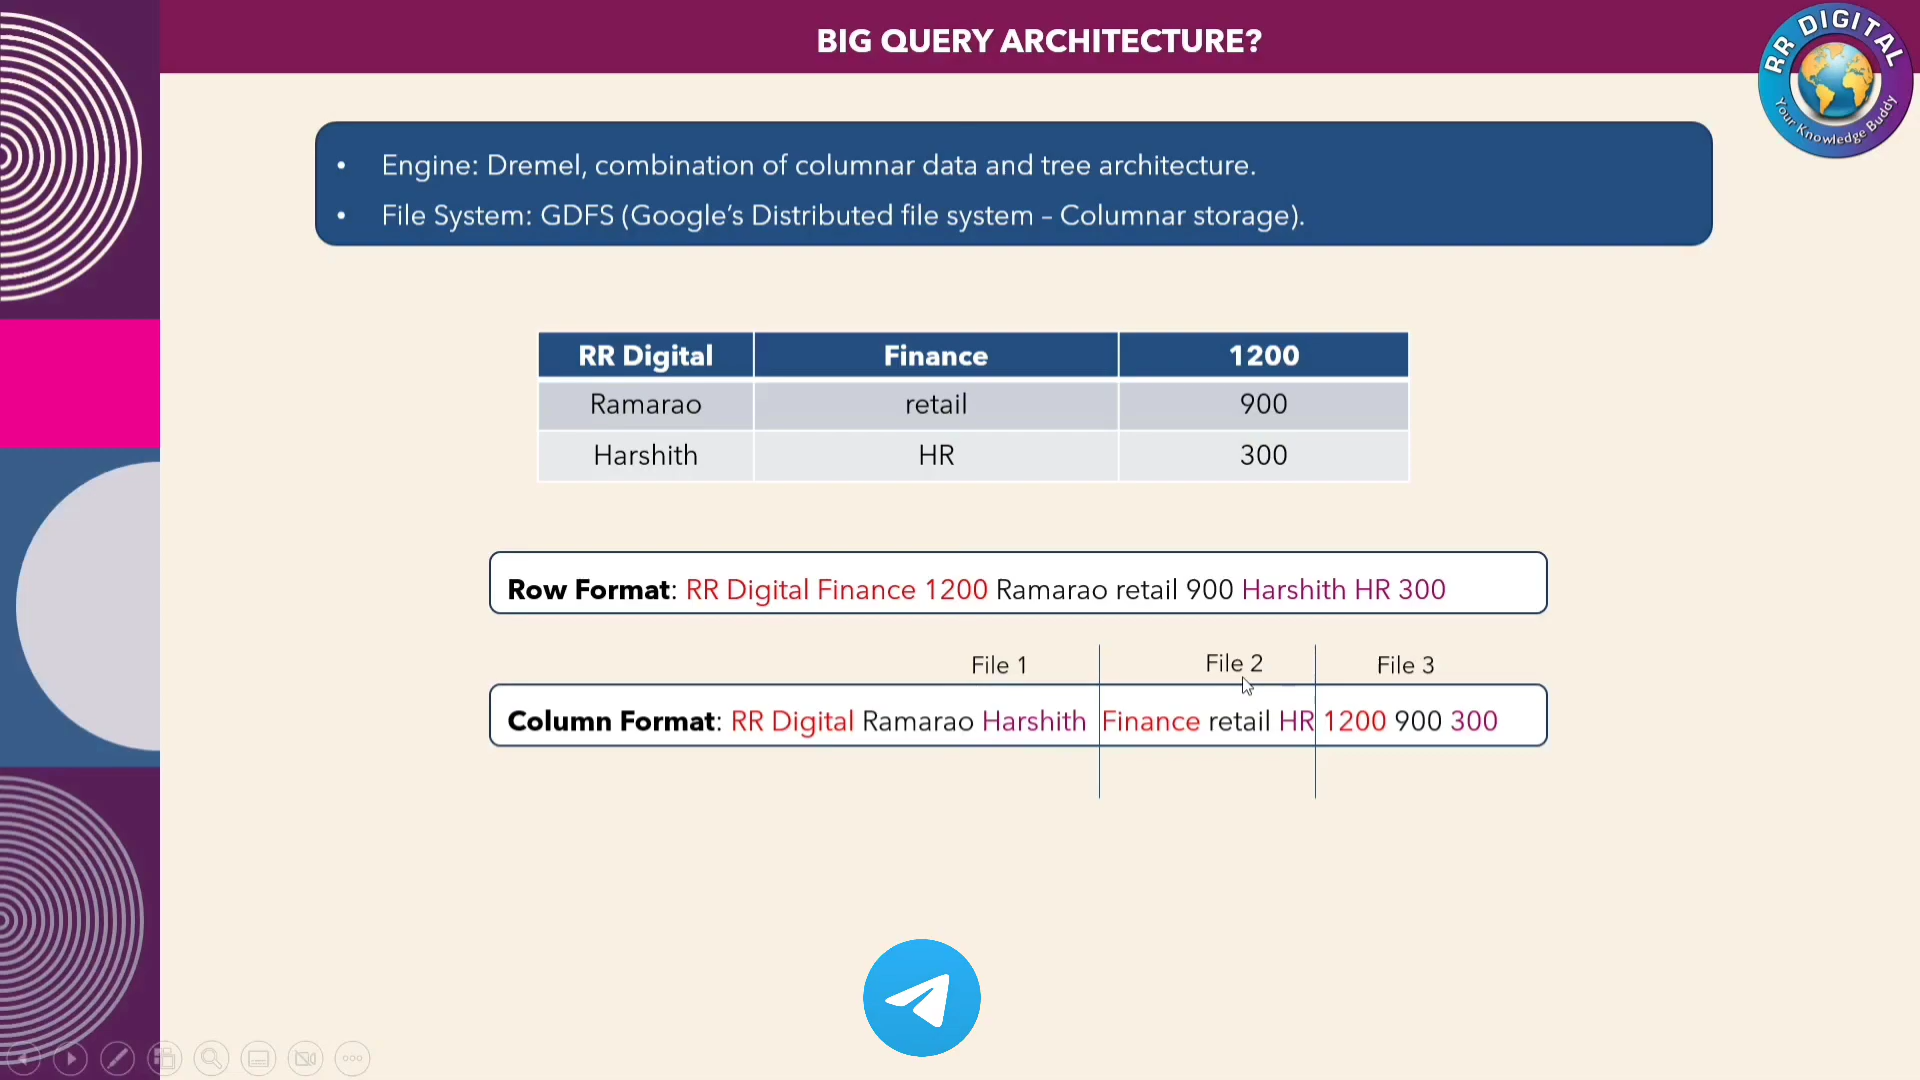 BIG QUERY ARCHITECTURE?
RR DIGITAL
Your Knowledge Buddy
• Engine: Dremel, combination of columnar data and tree architecture.
• File System: GDFS (Google’s Distributed file system – Columnar storage).
RR Digital Finance 1200
Ramarao retail 900
Harshith HR 300
Row Format: RR Digital Finance 1200 Ramarao retail 900 Harshith HR 300
File 1 File 2 File 3
Column Format: RR Digital Ramarao Harshith Finance retail HR 1200 900 300